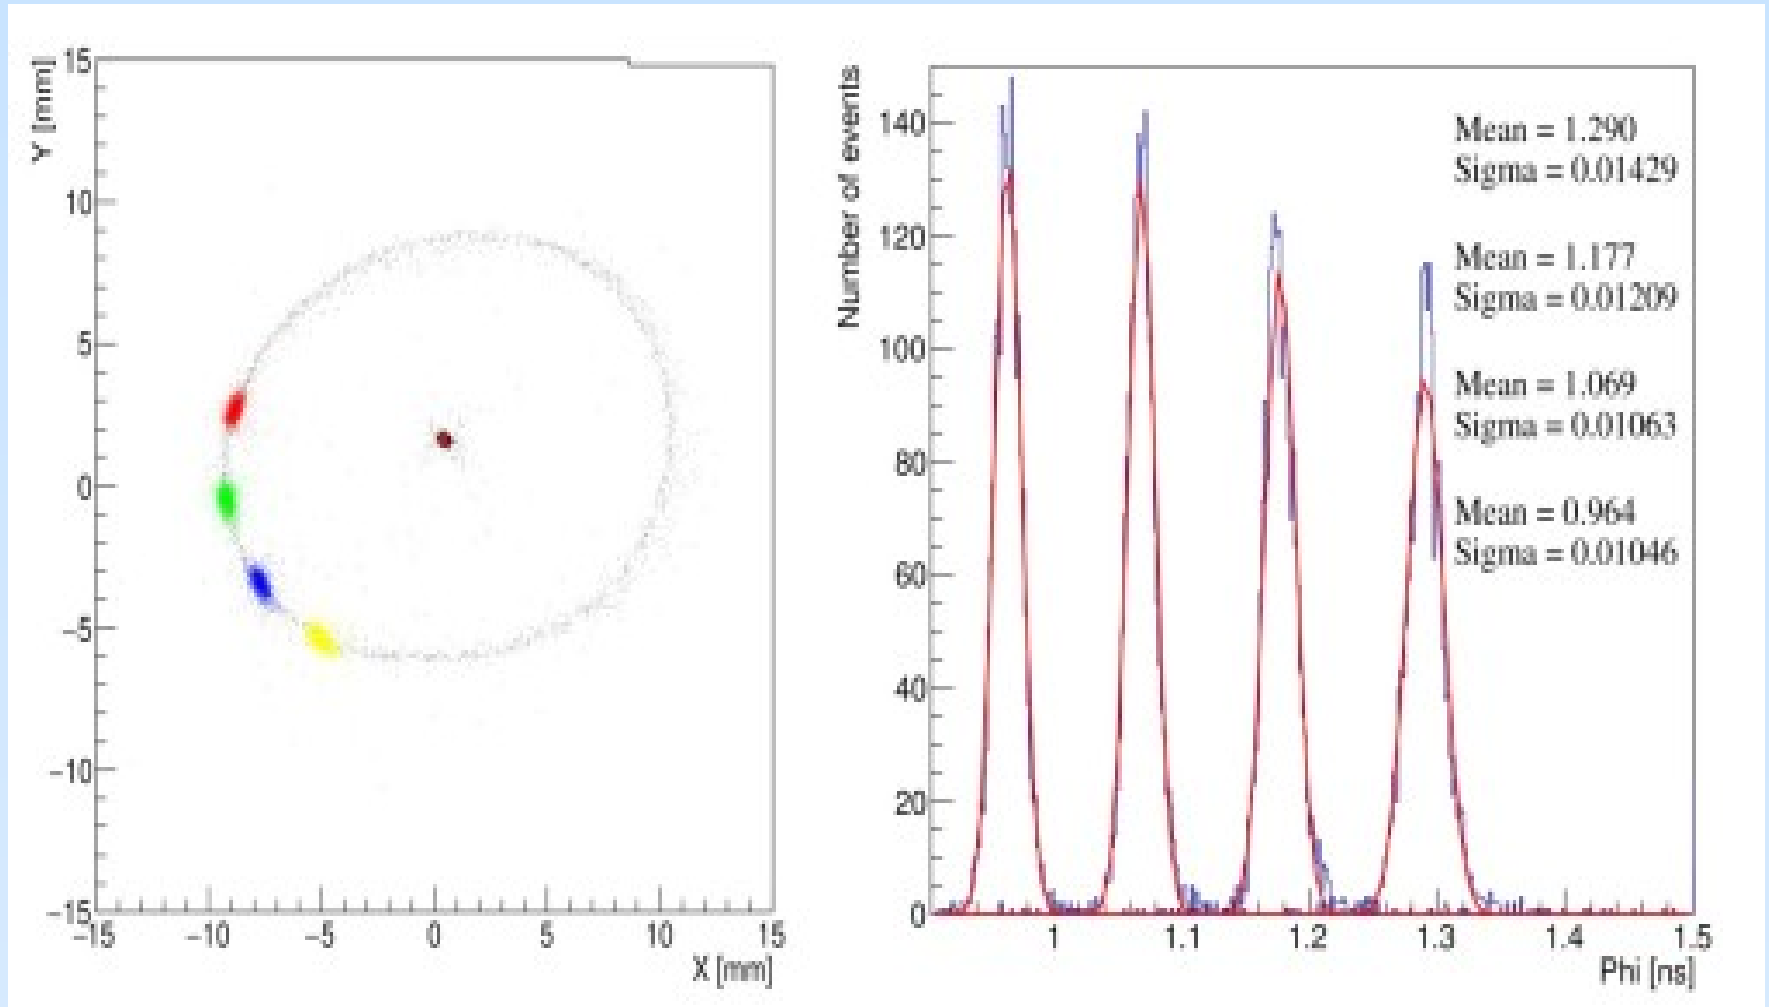 Y [mm]
15
10
5
0
−5
−10
−15
−15 −10 −5 0 5 10 15
X [mm]
Number of events
140
120
100
80
60
40
20
0
1 1.1 1.2 1.3 1.4 1.5
Phi [ns]
Mean = 1.290
Sigma = 0.01429
Mean = 1.177
Sigma = 0.01209
Mean = 1.069
Sigma = 0.01063
Mean = 0.964
Sigma = 0.01046